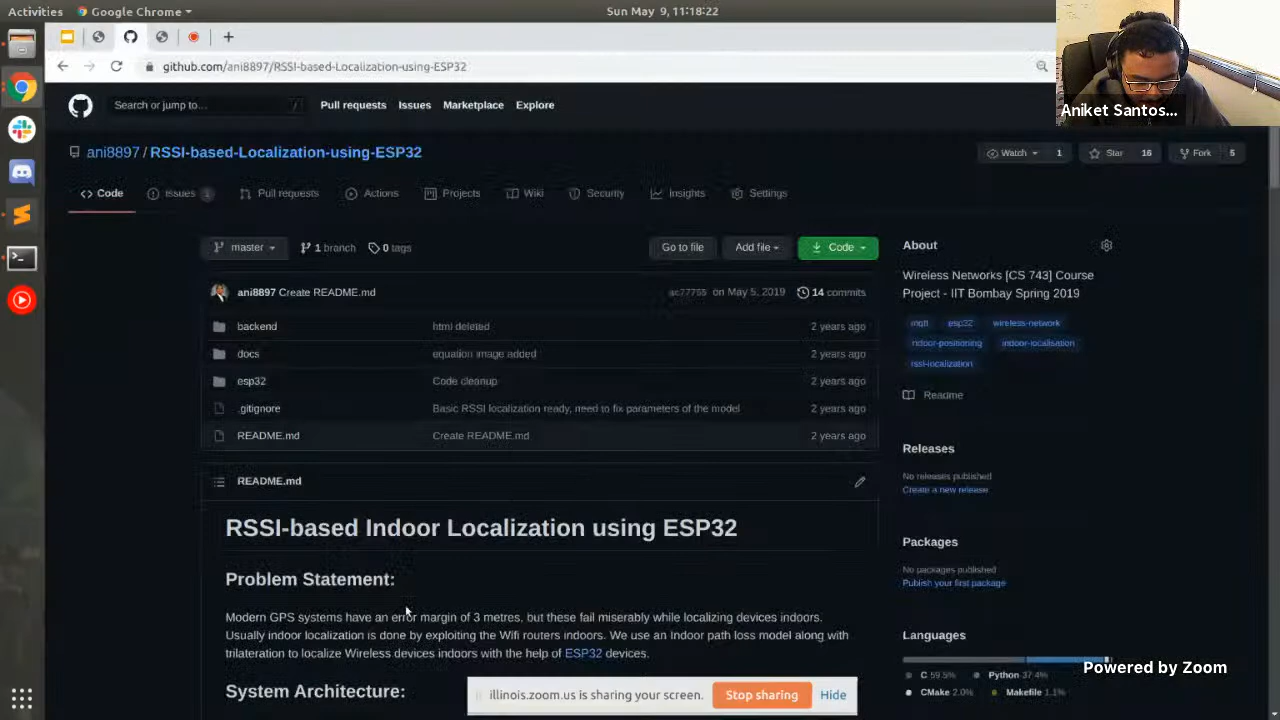 Activities
Google Chrome
Sun May 9, 11:18:22
github.com/ani8897/RSSI-based-Localization-using-ESP32
Aniket Santos...
Search or jump to...
/
Pull requests
Issues
Marketplace
Explore
ani8897 / RSSI-based-Localization-using-ESP32
Watch 1
Star 16
Fork 5
Code
Issues 1
Pull requests
Actions
Projects
Wiki
Security
Insights
Settings
master
1 branch
0 tags
Go to file
Add file
Code
About
Wireless Networks [CS 743] Course
Project - IIT Bombay Spring 2019
ani8897 Create README.md
on May 5, 2019
14 commits
mqtt esp32 wireless-network
indoor-positioning indoor-localisation
rssi-localization
backend
html deleted
2 years ago
docs
equation image added
2 years ago
esp32
Code cleanup
2 years ago
.gitignore
Basic RSSI localization ready, need to fix parameters of the model
2 years ago
README.md
Create README.md
2 years ago
Readme
Releases
No releases published
Create a new release
README.md
RSSI-based Indoor Localization using ESP32
Packages
No packages published
Publish your first package
Problem Statement:
Modern GPS systems have an error margin of 3 metres, but these fail miserably while localizing devices indoors.
Usually indoor localization is done by exploiting the Wifi routers indoors. We use an Indoor path loss model along with
trilateration to localize Wireless devices indoors with the help of ESP32 devices.
Languages
C 59.5% Python 37.4%
CMake 2.0% Makefile 1.1%
Powered by Zoom
System Architecture:
illinois.zoom.us is sharing your screen.
Stop sharing
Hide